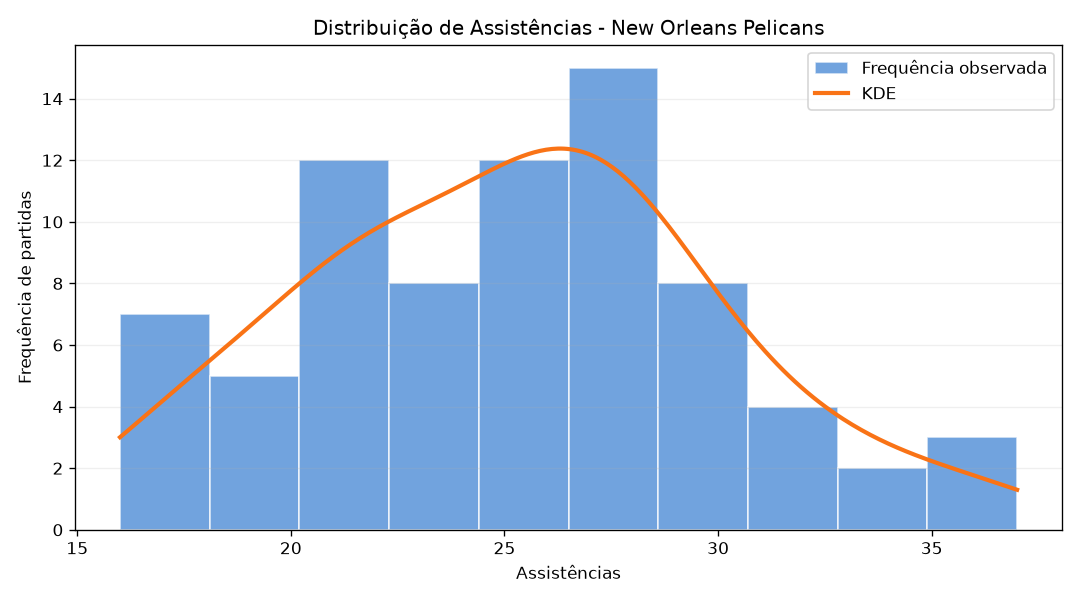 Distribuição de Assistências - New Orleans Pelicans
Frequência observada
KDE
Frequência de partidas
14
12
10
8
6
4
2
0
15
20
25
30
35
Assistências